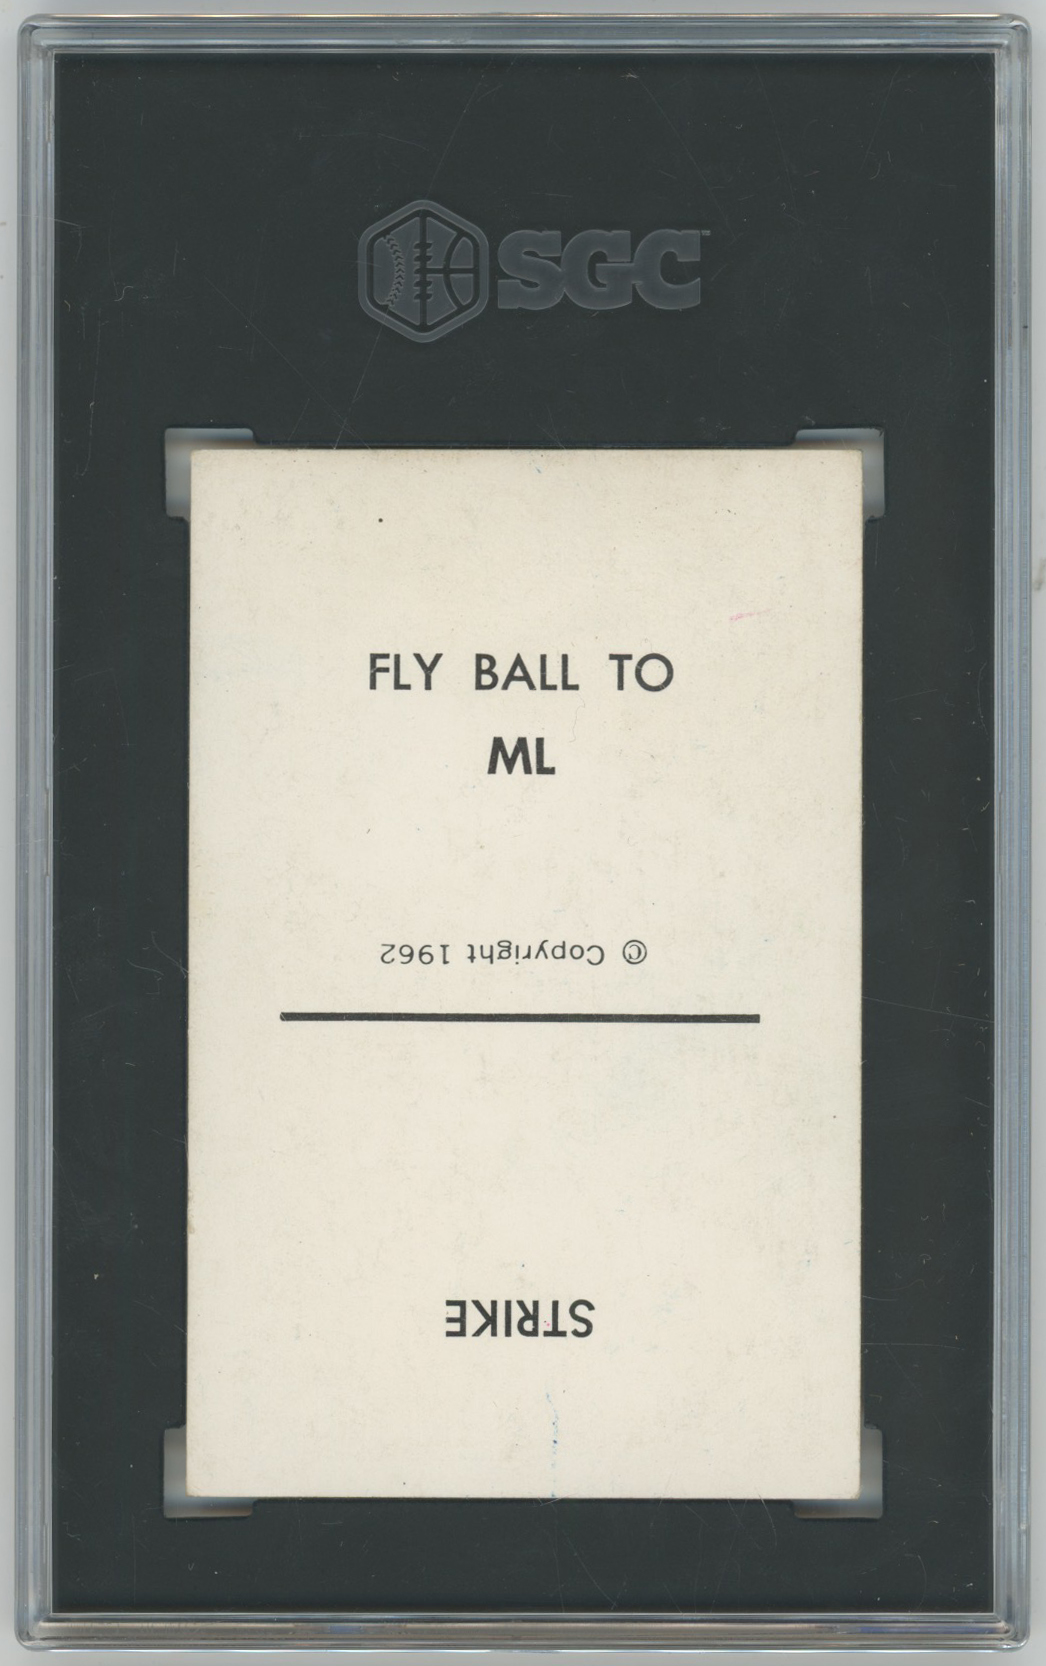 SGC
FLY BALL TO
ML
© Copyright 1962
STRIKE